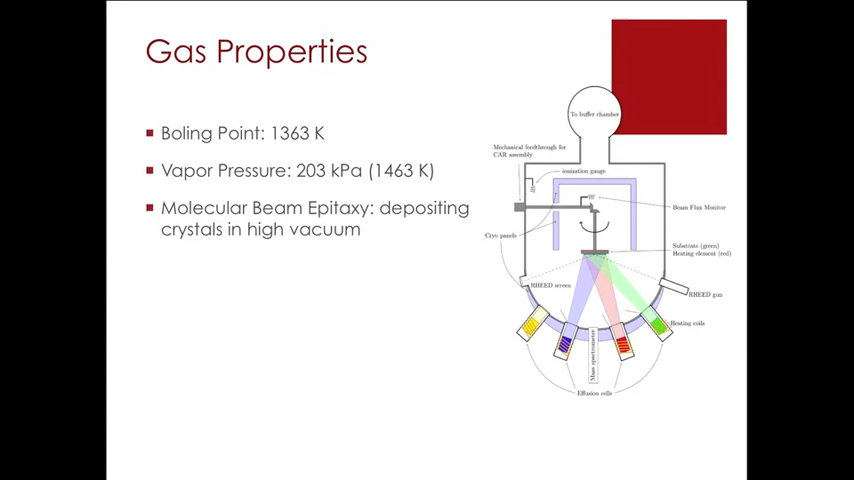 Gas Properties
Boling Point: 1363 K
Vapor Pressure: 203 kPa (1463 K)
Molecular Beam Epitaxy: depositing
crystals in high vacuum
To buffer chamber
Mechanical feedthrough for
CAR assembly
ionization gauge
Beam Flux Monitor
Cryo panels
Substrate (green)
Heating element (red)
RHEED screen
RHEED gun
Heating coils
Mass spectrometer
Effusion cells